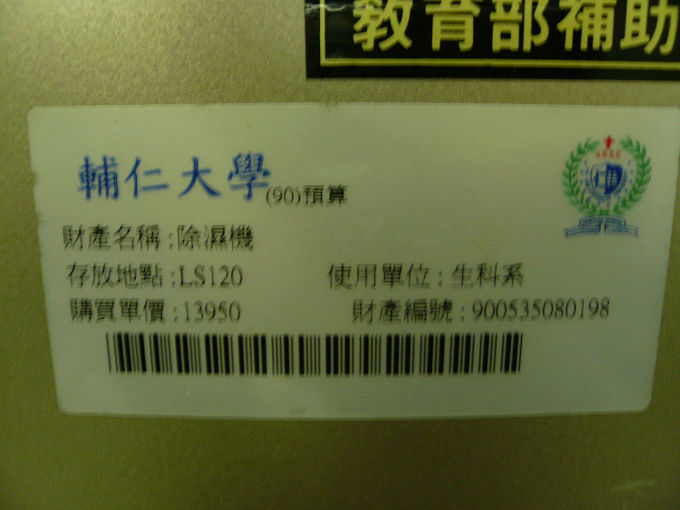 教育部補助
輔仁大學(90)預算
財產名稱:除濕機
存放地點:LS120 使用單位:生科系
購買單價:13950 財產編號:900535080198